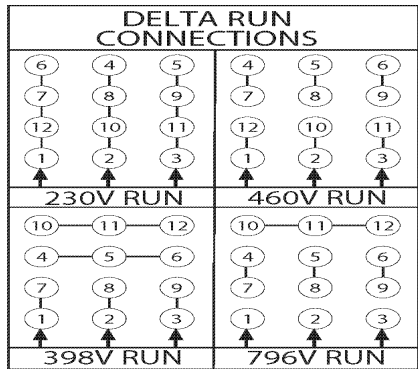 DELTA RUN
CONNECTIONS
6 4 5 4 5 6
7 8 9 7 8 9
12 10 11 12 10 11
1 2 3 1 2 3
230V RUN 460V RUN
10 11 12 10 11 12
4 5 6 4 5 6
7 8 9 7 8 9
1 2 3 1 2 3
398V RUN 796V RUN